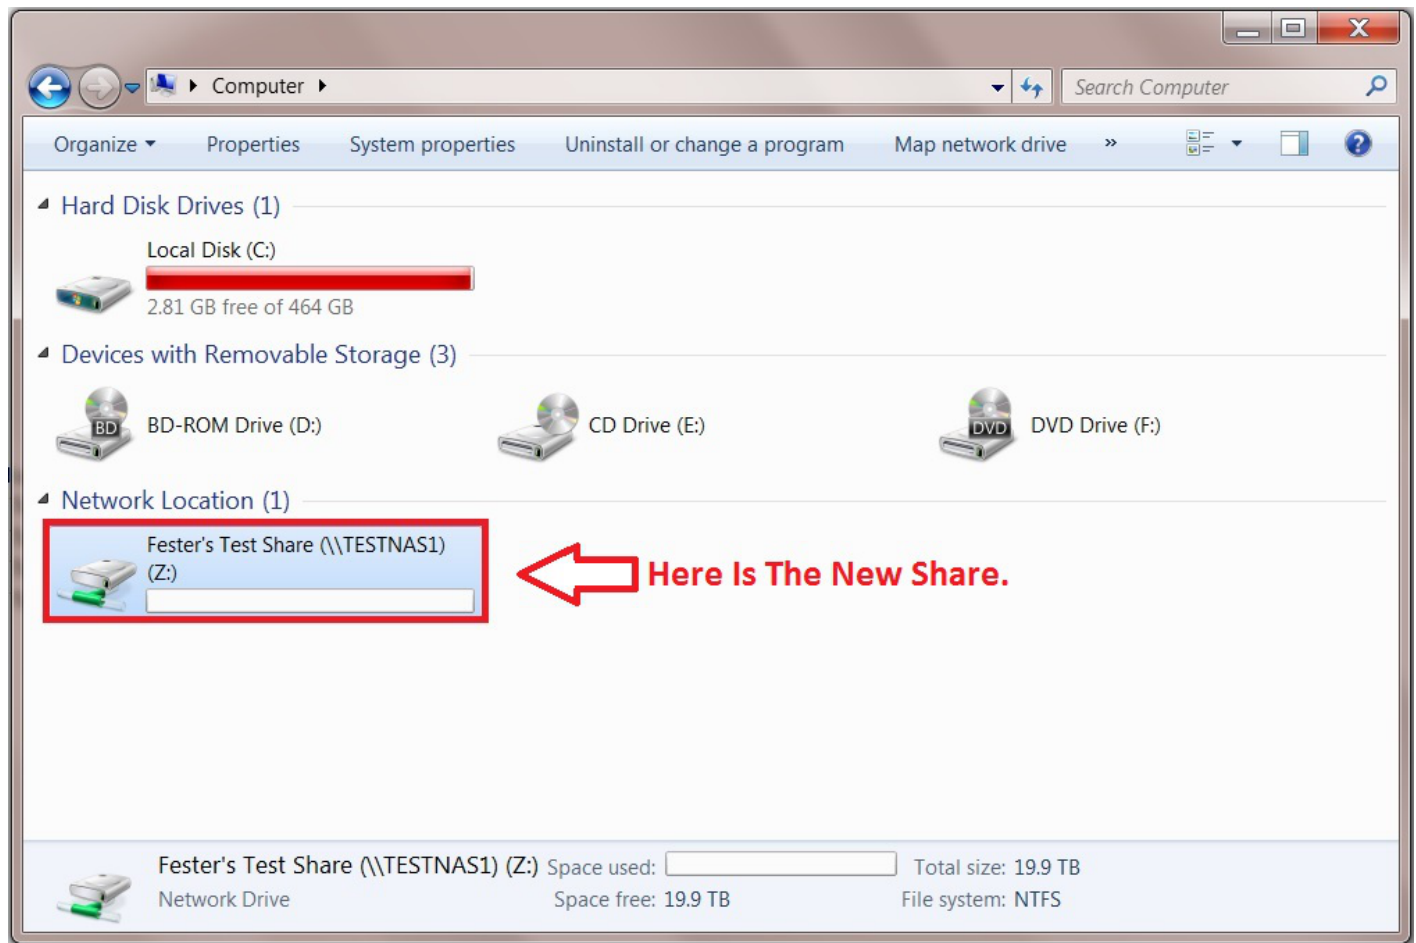 Computer
Search Computer
Organize Properties System properties Uninstall or change a program Map network drive »
Hard Disk Drives (1)
Local Disk (C:)
2.81 GB free of 464 GB
Devices with Removable Storage (3)
BD
BD-ROM Drive (D:)
CD Drive (E:)
DVD
DVD Drive (F:)
Network Location (1)
Fester's Test Share (\\TESTNAS1)
(Z:)
Here Is The New Share.
Fester's Test Share (\\TESTNAS1) (Z:) Space used: Total size: 19.9 TB
Network Drive Space free: 19.9 TB File system: NTFS